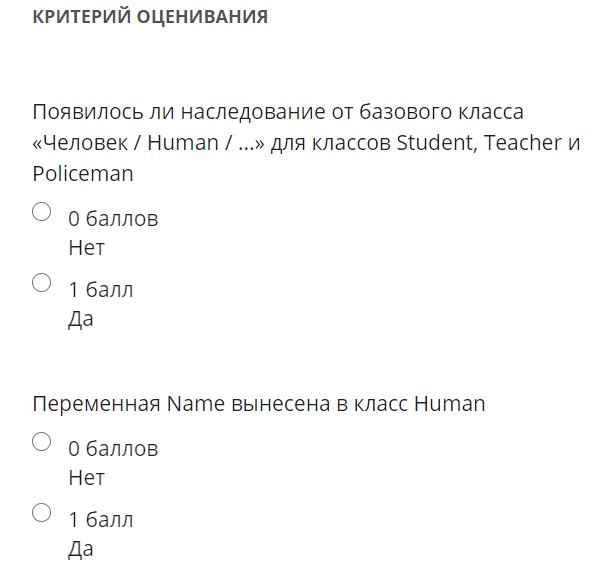 КРИТЕРИЙ ОЦЕНИВАНИЯ
Появилось ли наследование от базового класса
«Человек / Human / ...» для классов Student, Teacher и
Policeman
0 баллов
Нет
1 балл
Да
Переменная Name вынесена в класс Human
0 баллов
Нет
1 балл
Да